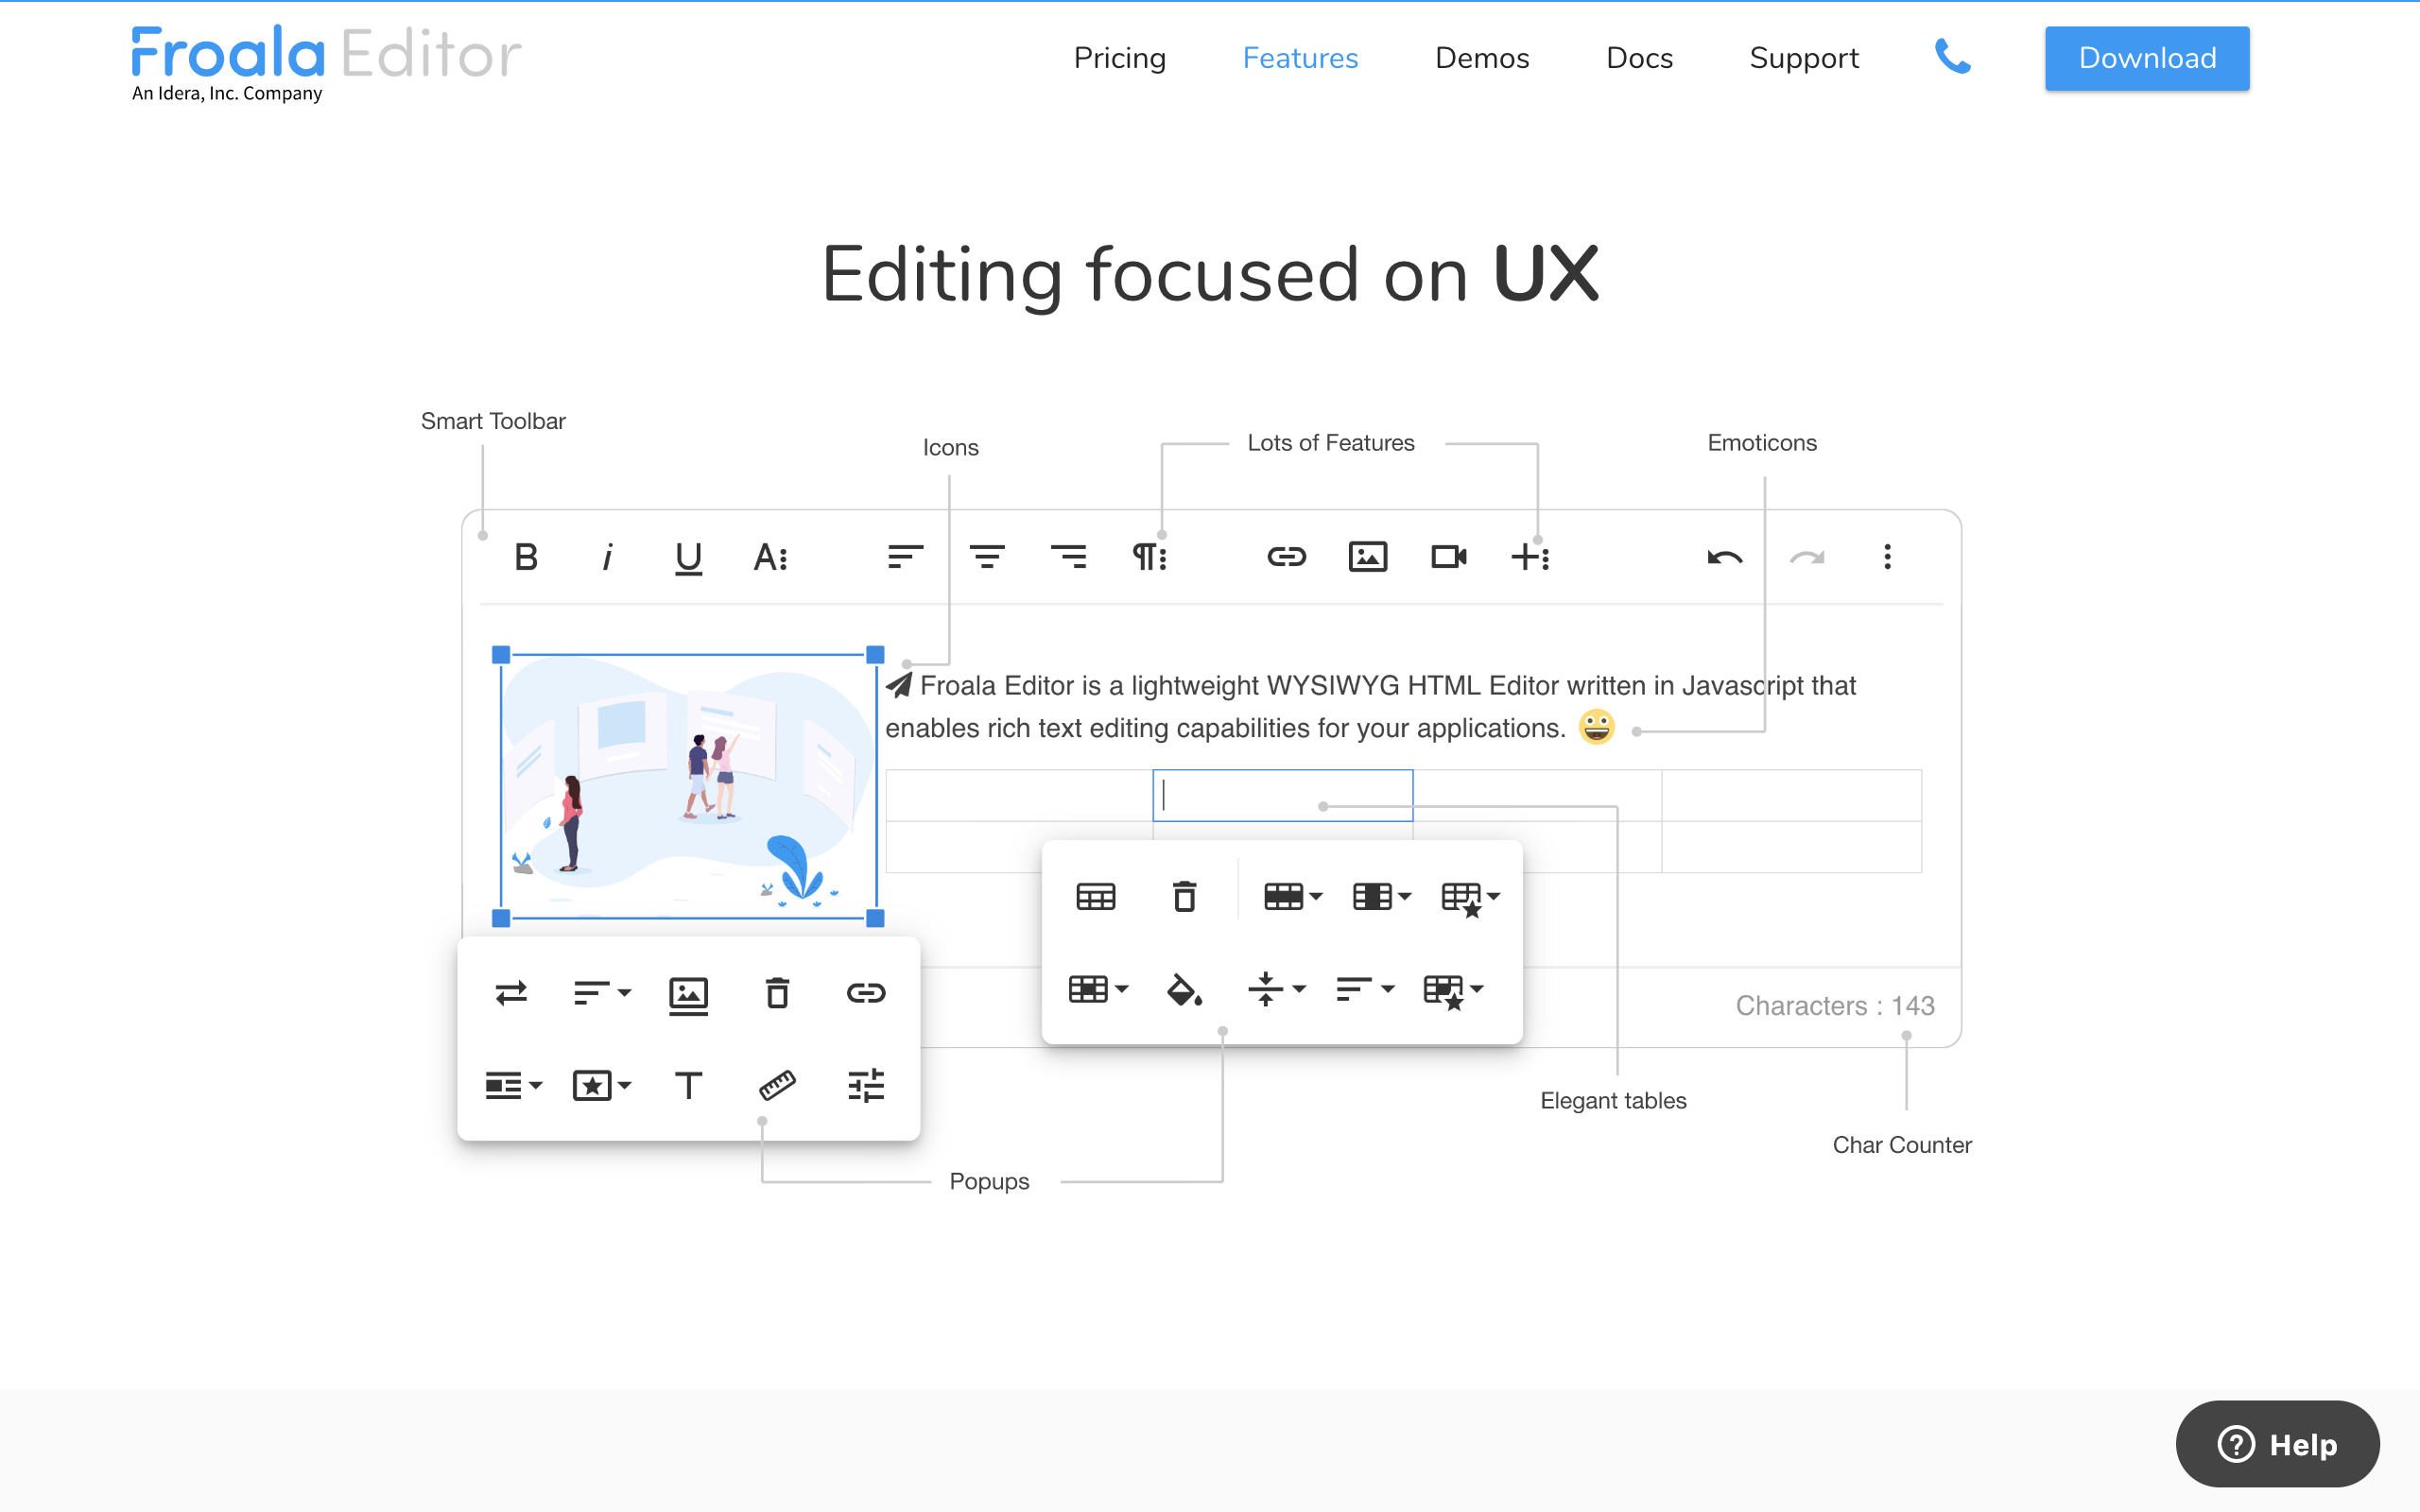 Froala Editor
An Idera, Inc. Company
Pricing
Features
Demos
Docs
Support
Download
Editing focused on UX
Smart Toolbar
Icons
Lots of Features
Emoticons
Froala Editor is a lightweight WYSIWYG HTML Editor written in Javascript that
enables rich text editing capabilities for your applications.
Characters : 143
Elegant tables
Char Counter
Popups
Help